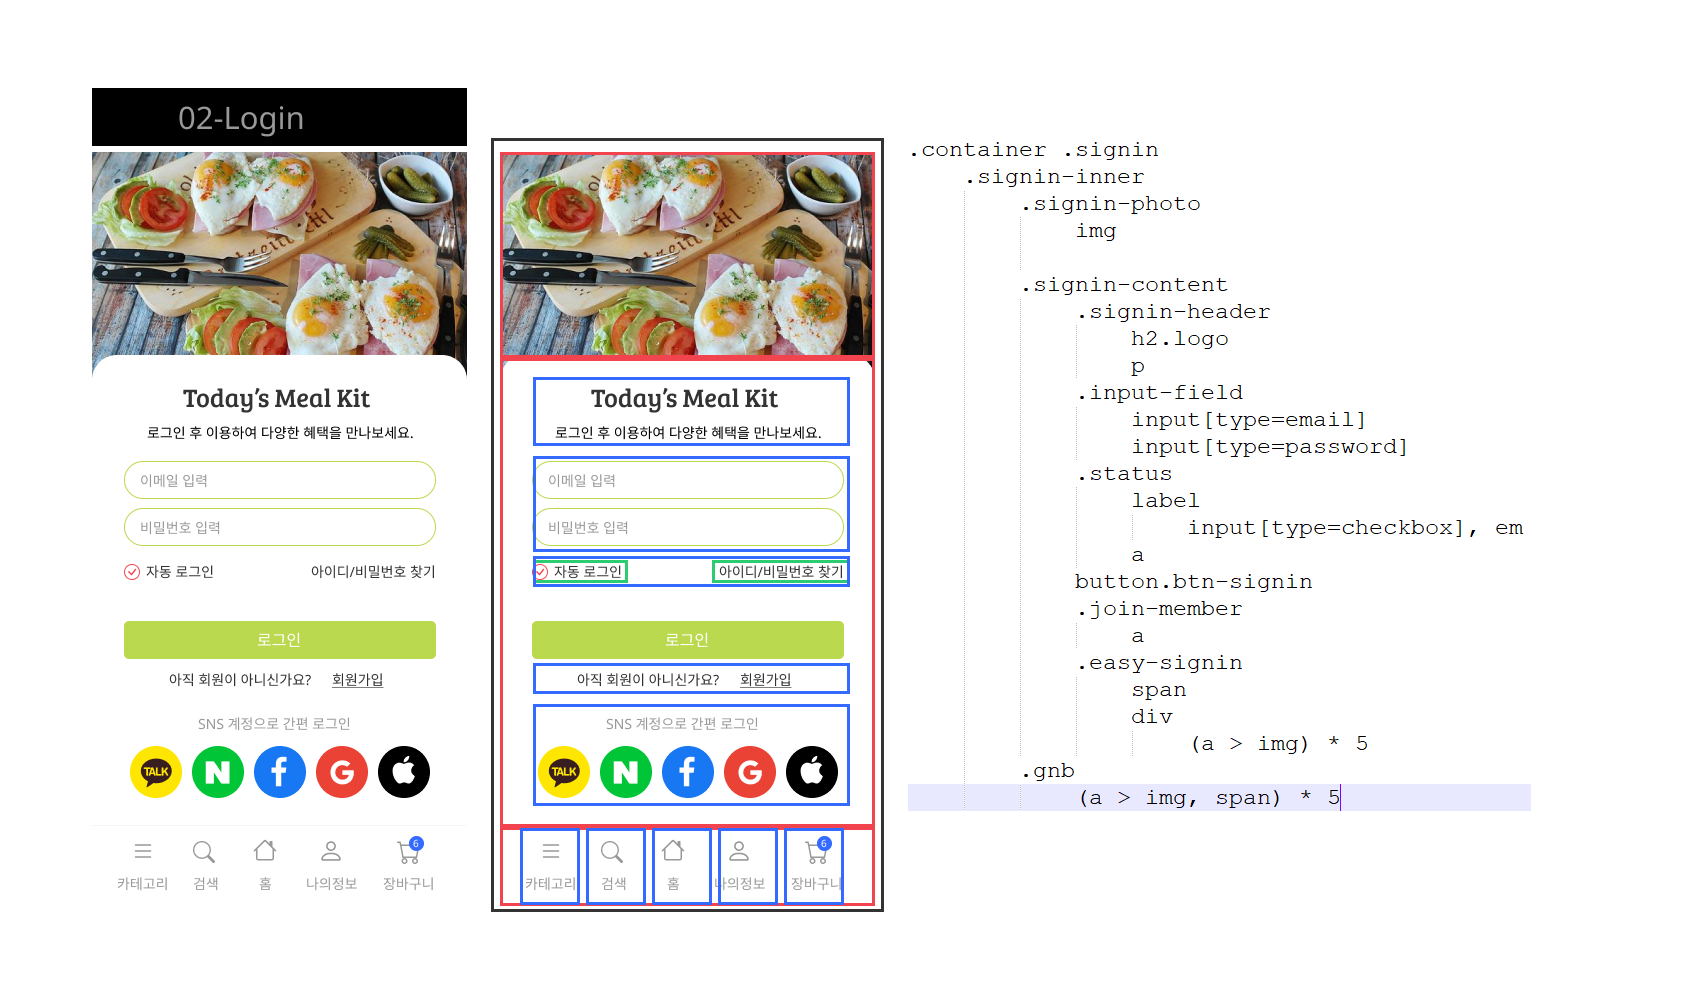 02-Login
Today's Meal Kit
로그인 후 이용하여 다양한 혜택을 만나보세요.
이메일 입력
비밀번호 입력
자동 로그인 아이디/비밀번호 찾기
로그인
아직 회원이 아니신가요? 회원가입
SNS 계정으로 간편 로그인
TALK N f G
6
카테고리 검색 홈 나의정보 장바구니
Today's Meal Kit
로그인 후 이용하여 다양한 혜택을 만나보세요.
이메일 입력
비밀번호 입력
자동 로그인 아이디/비밀번호 찾기
로그인
아직 회원이 아니신가요? 회원가입
SNS 계정으로 간편 로그인
TALK N f G
6
카테고리 검색 홈 나의정보 장바구니
.container .signin
.signin-inner
.signin-photo
img
.signin-content
.signin-header
h2.logo
p
.input-field
input[type=email]
input[type=password]
.status
label
input[type=checkbox], em
a
button.btn-signin
.join-member
a
.easy-signin
span
div
(a > img) * 5
.gnb
(a > img, span) * 5